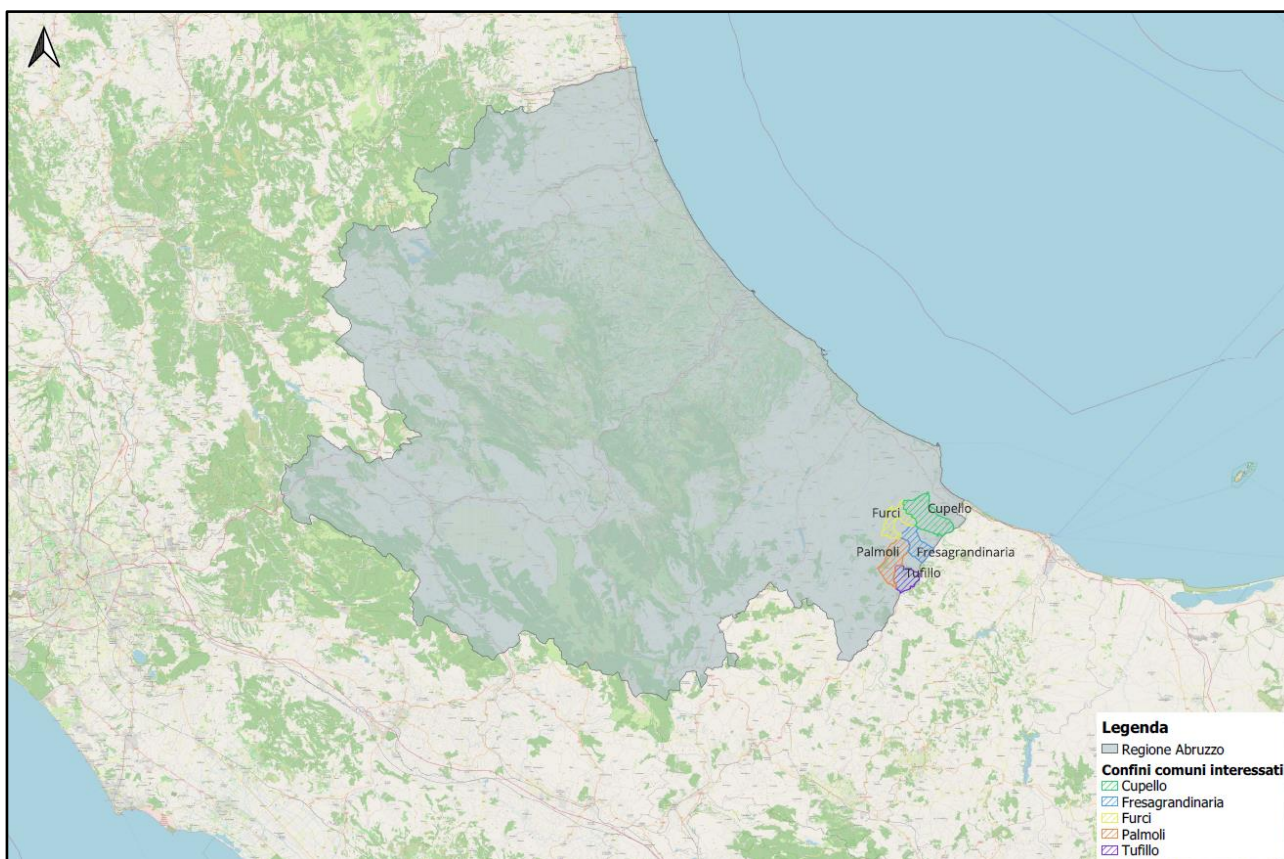 Furci
Cupello
Palmoli
Fresagrandinaria
Tufillo
Legenda
Regione Abruzzo
Confini comuni interessati
Cupello
Fresagrandinaria
Furci
Palmoli
Tufillo